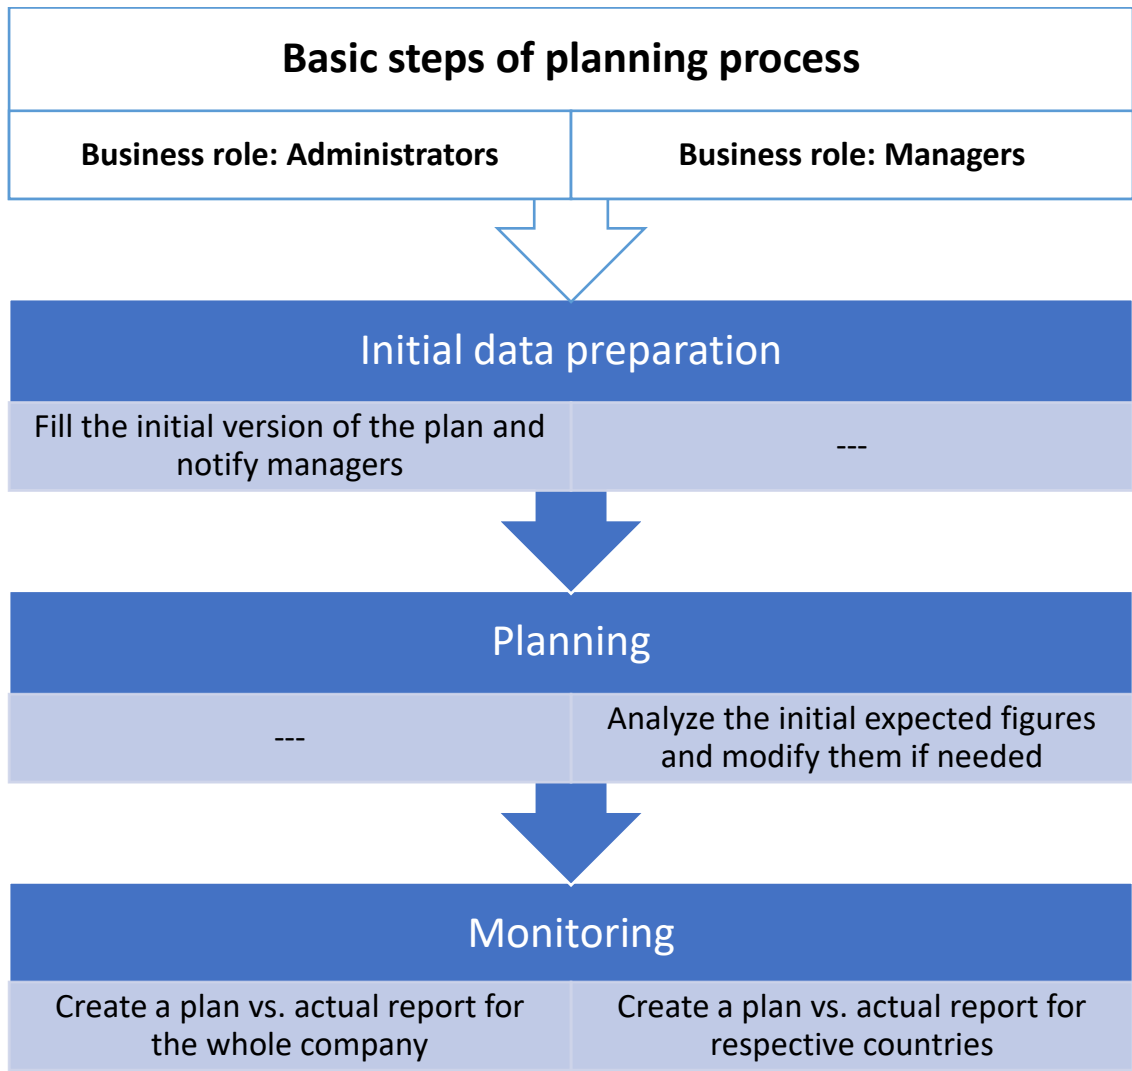 Basic steps of planning process
Business role: Administrators
Business role: Managers
Initial data preparation
Fill the initial version of the plan and
notify managers
---
Planning
---
Analyze the initial expected figures
and modify them if needed
Monitoring
Create a plan vs. actual report for
the whole company
Create a plan vs. actual report for
respective countries